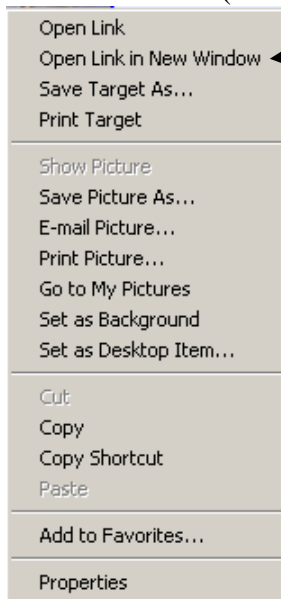 Open Link
Open Link in New Window
Save Target As...
Print Target
Show Picture
Save Picture As...
E-mail Picture...
Print Picture...
Go to My Pictures
Set as Background
Set as Desktop Item...
Cut
Copy
Copy Shortcut
Paste
Add to Favorites...
Properties